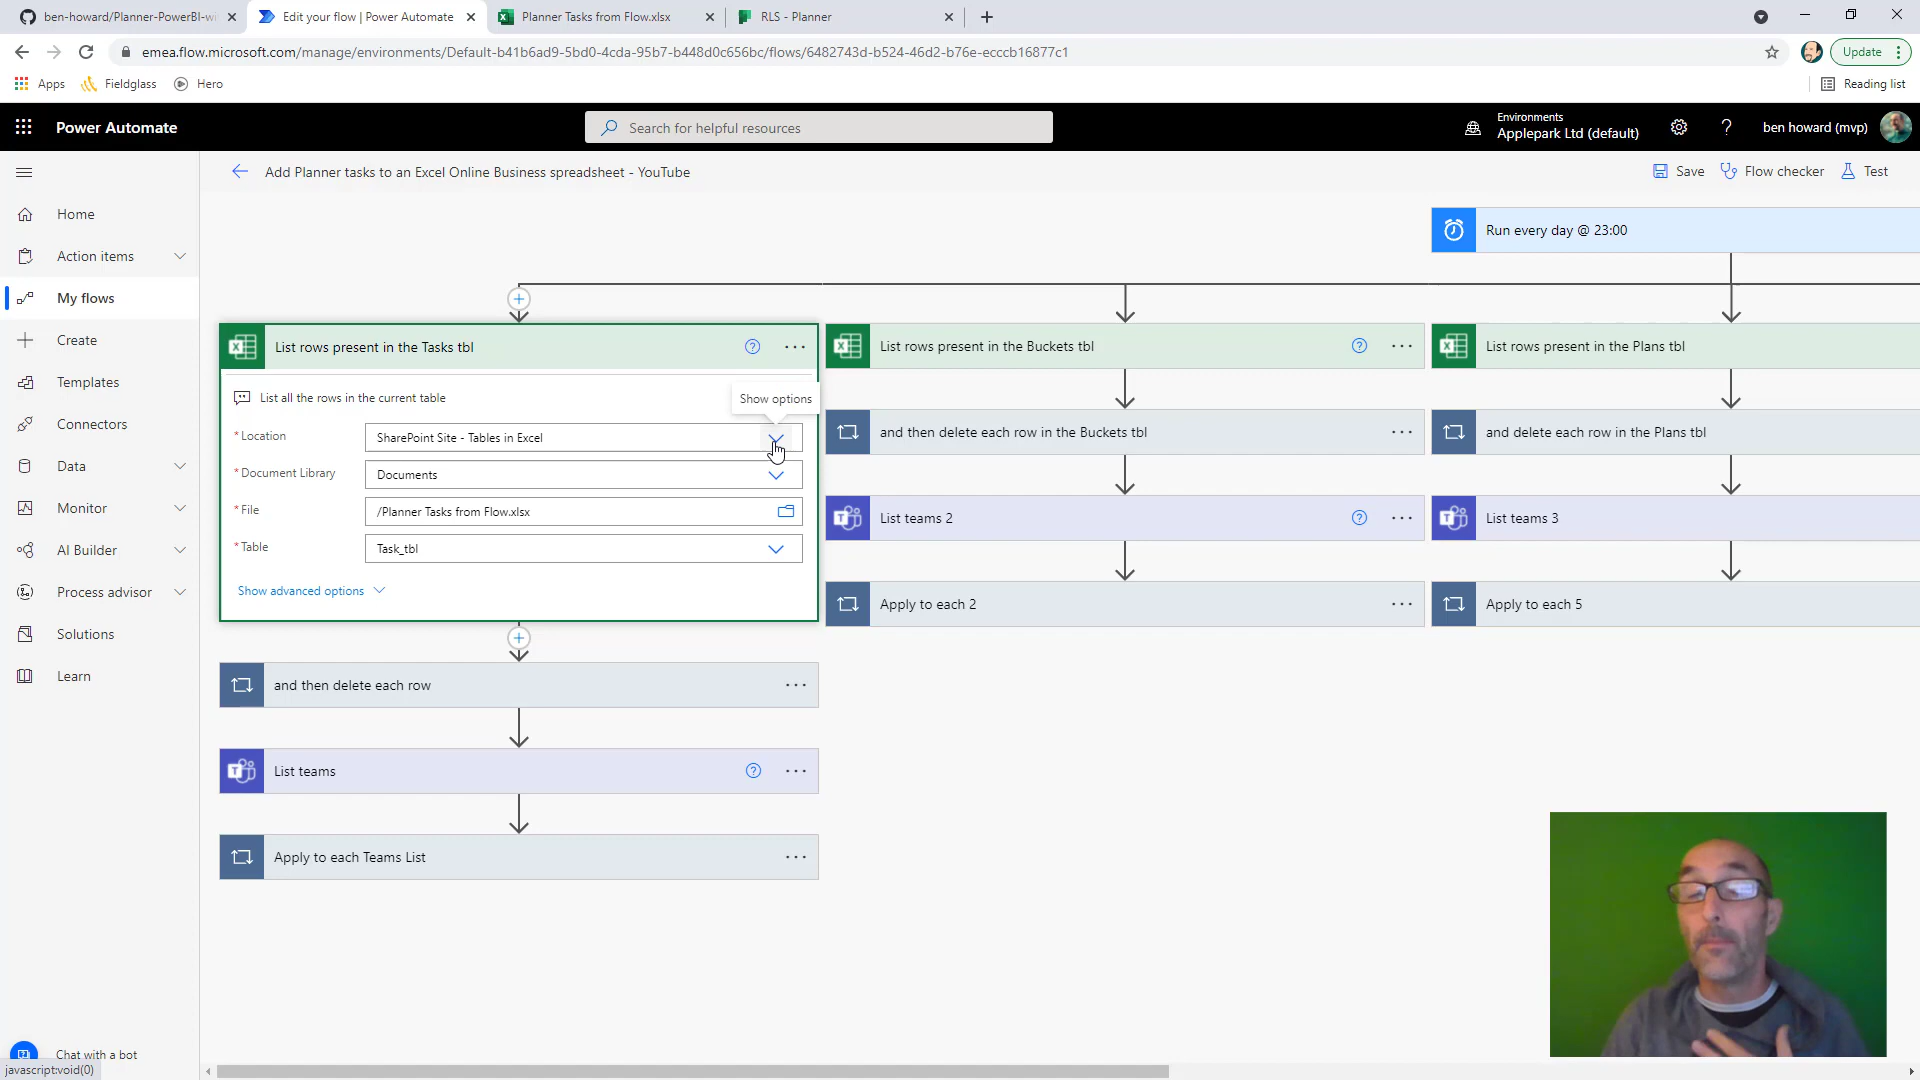 ben-howard/Planner-PowerBI-wi
Edit your flow | Power Automate
Planner Tasks from Flow.xlsx
RLS - Planner
emea.flow.microsoft.com/manage/environments/Default-b41b6ad9-5bd0-4cda-95b7-b448d0c656bc/flows/6482743d-b524-46d2-b76e-ecccb16877c1
Update
Apps
Fieldglass
Hero
Reading list
Power Automate
Search for helpful resources
Environments
Applepark Ltd (default)
?
ben howard (mvp)
Add Planner tasks to an Excel Online Business spreadsheet - YouTube
Save
Flow checker
Test
Home
Action items
My flows
Create
Templates
Connectors
Data
Monitor
AI Builder
Process advisor
Solutions
Learn
Chat with a bot
javascript:void(0)
Run every day @ 23:00
List rows present in the Tasks tbl
List all the rows in the current table
Show options
*Location
SharePoint Site - Tables in Excel
*Document Library
Documents
*File
/Planner Tasks from Flow.xlsx
*Table
Task_tbl
Show advanced options
and then delete each row
List teams
Apply to each Teams List
List rows present in the Buckets tbl
and then delete each row in the Buckets tbl
List teams 2
Apply to each 2
List rows present in the Plans tbl
and delete each row in the Plans tbl
List teams 3
Apply to each 5